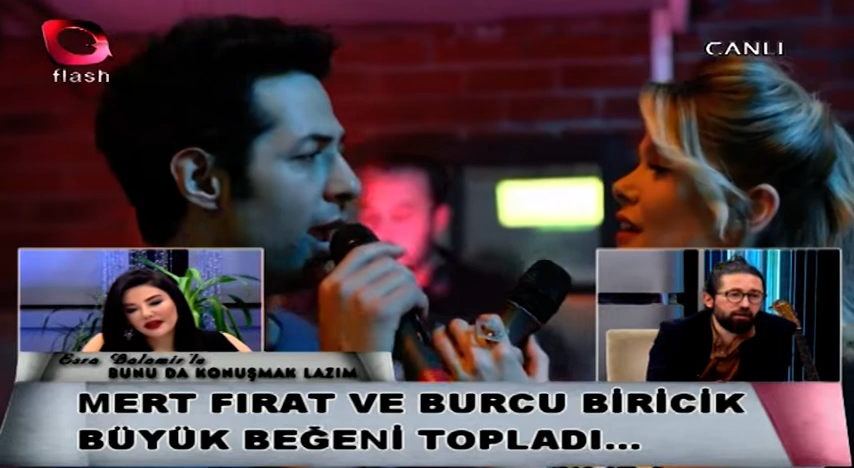 flash
CANLI
Esra Balamir'le
BUNU DA KONUŞMAK LAZIM
MERT FIRAT VE BURCU BİRİCİK
BÜYÜK BEĞENİ TOPLADI...